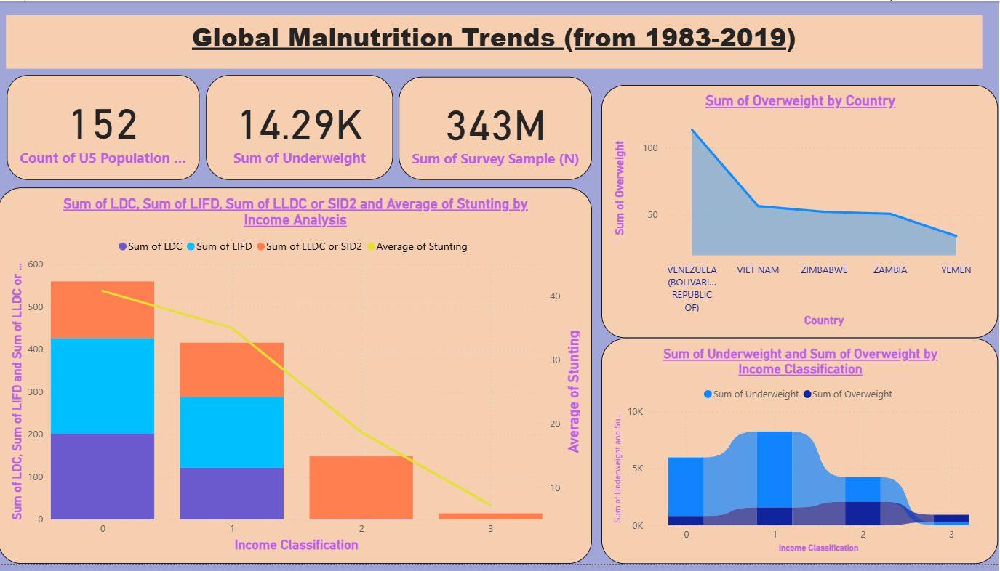 Global Malnutrition Trends (from 1983-2019)
152
Count of U5 Population ...
14.29K
Sum of Underweight
343M
Sum of Survey Sample (N)
Sum of LDC, Sum of LIFD, Sum of LLDC or SID2 and Average of Stunting by
Income Analysis
Sum of LDC
Sum of LIFD
Sum of LLDC or SID2
Average of Stunting
Sum of LDC, Sum of LIFD and Sum of LLDC or ...
600
500
400
300
200
100
0
40
30
20
10
Average of Stunting
0
1
2
3
Income Classification
Sum of Overweight by Country
Sum of Overweight
100
50
VENEZUELA
(BOLIVARI...
REPUBLIC
OF)
VIET NAM
ZIMBABWE
ZAMBIA
YEMEN
Country
Sum of Underweight and Sum of Overweight by
Income Classification
Sum of Underweight
Sum of Overweight
Sum of Underweight and Su...
10K
5K
0K
0
1
2
3
Income Classification